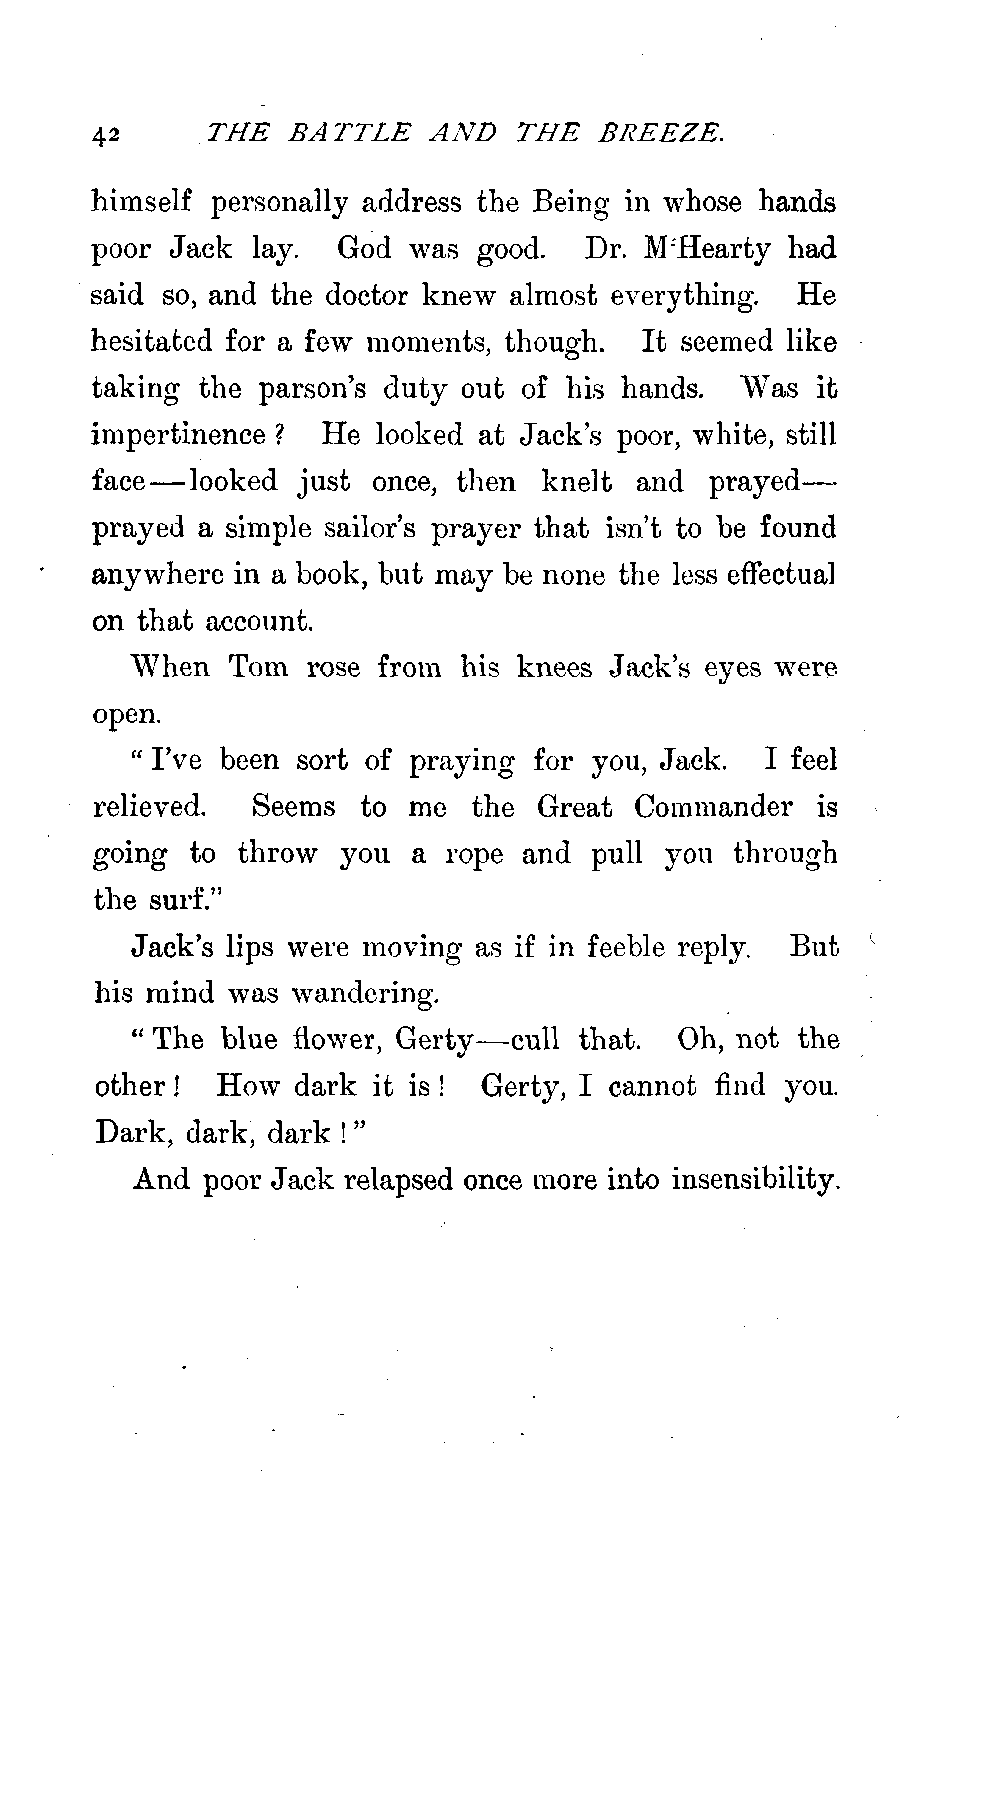 42 THE BATTLE AND THE BREEZE.
himself personally address the Being in whose hands
poor Jack lay. God was good. Dr. M‘Hearty had
said so, and the doctor knew almost everything. He
hesitated for a few moments, though. It seemed like
taking the parson's duty out of his hands. Was it
impertinence? He looked at Jack's poor, white, still
face—looked just once, then knelt and prayed—
prayed a simple sailor's prayer that isn't to be found
anywhere in a book, but may be none the less effectual
on that account.
When Tom rose from his knees Jack's eyes were
open.
"I've been sort of praying for you, Jack. I feel
relieved. Seems to me the Great Commander is
going to throw you a rope and pull you through
the surf."
Jack's lips were moving as if in feeble reply. But
his mind was wandering.
"The blue flower, Gerty—cull that. Oh, not the
other! How dark it is! Gerty, I cannot find you.
Dark, dark, dark!"
And poor Jack relapsed once more into insensibility.